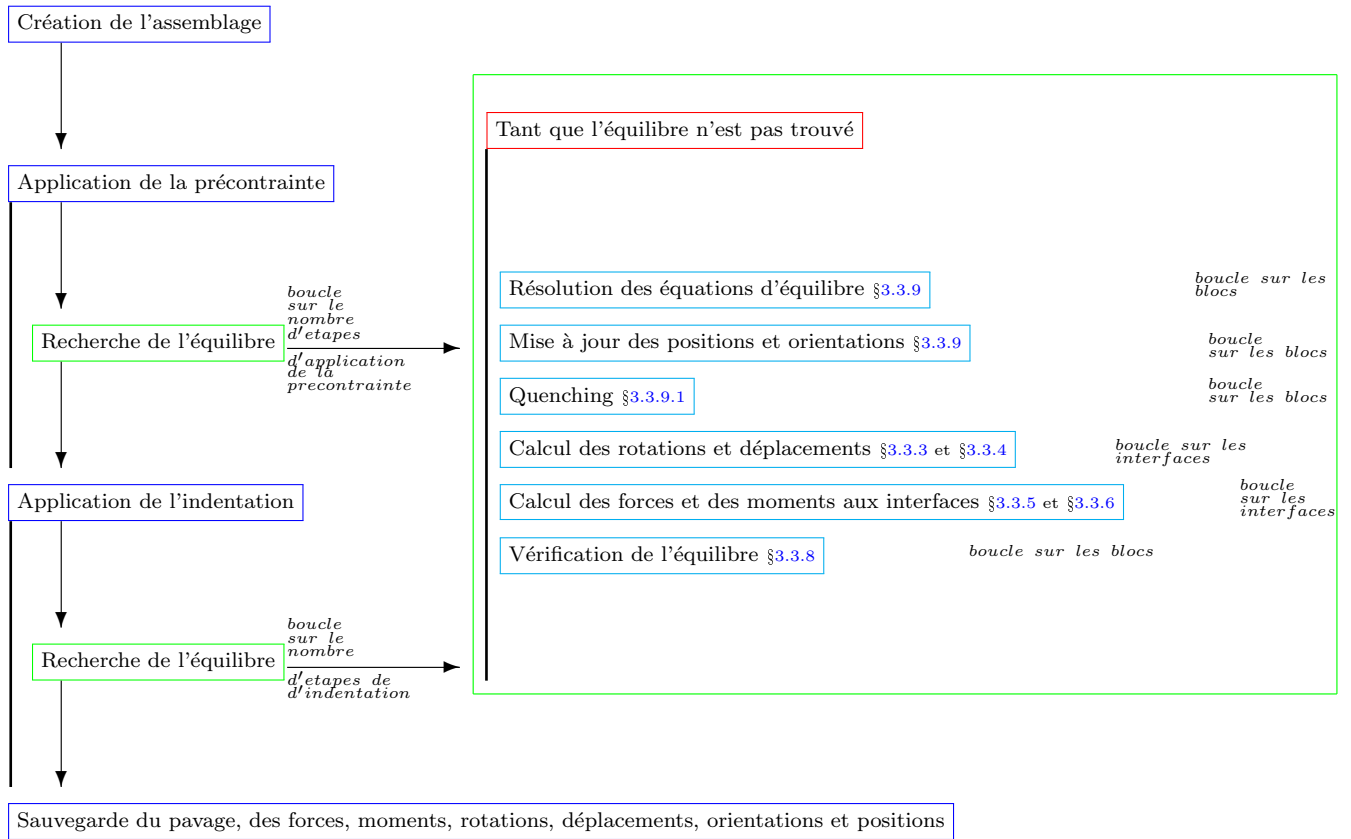 Création de l'assemblage
Tant que l'équilibre n'est pas trouvé
Application de la précontrainte
boucle
sur le
nombre
d'etapes
Recherche de l'équilibre
d'application
de la
precontrainte
Résolution des équations d'équilibre §3.3.9
boucle sur les
blocs
Mise à jour des positions et orientations §3.3.9
boucle
sur les blocs
Quenching §3.3.9.1
boucle
sur les blocs
Calcul des rotations et déplacements §3.3.3 et §3.3.4
boucle sur les
interfaces
Application de l'indentation
Calcul des forces et des moments aux interfaces §3.3.5 et §3.3.6
boucle
sur les
interfaces
Vérification de l'équilibre §3.3.8
boucle sur les blocs
boucle
sur le
nombre
Recherche de l'équilibre
d'etapes de
d'indentation
Sauvegarde du pavage, des forces, moments, rotations, déplacements, orientations et positions